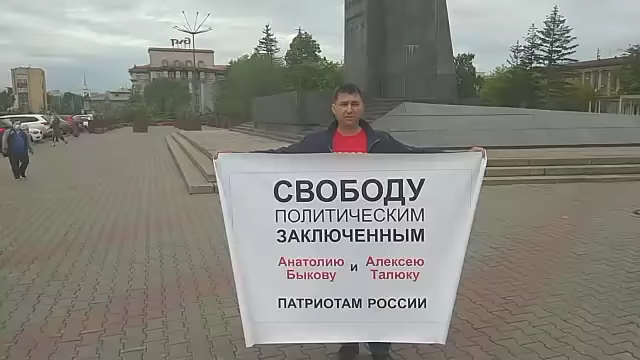 СВОБОДУ
ПОЛИТИЧЕСКИМ
ЗАКЛЮЧЕННЫМ
Анатолию и Алексею
Быкову Талюку
ПАТРИОТАМ РОССИИ